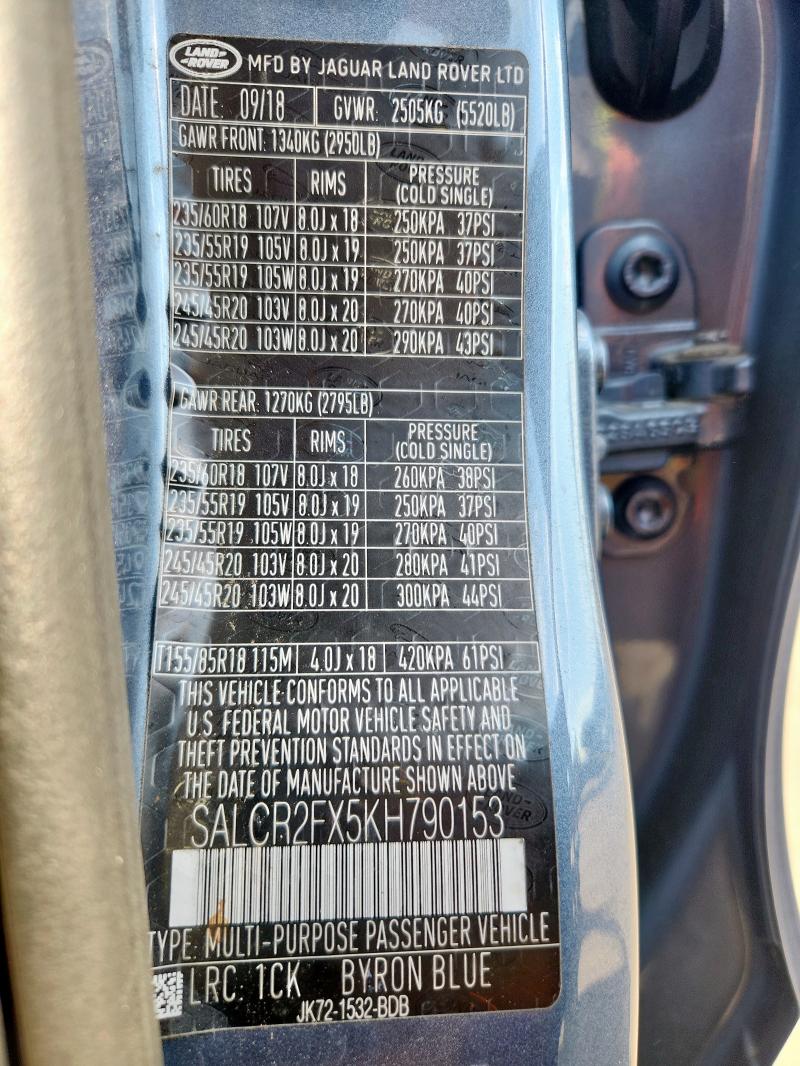 LAND ROVER MFD BY JAGUAR LAND ROVER LTD
DATE: 09/18 GVWR: 2505KG (5520LB)
GAWR FRONT: 1340KG (2950LB)
TIRES RIMS PRESSURE (COLD SINGLE)
235/60R18 107V 8.0J x 18 250KPA 37PSI
235/55R19 105V 8.0J x 19 250KPA 37PSI
235/55R19 105W 8.0J x 19 270KPA 40PSI
245/45R20 103V 8.0J x 20 270KPA 40PSI
245/45R20 103W 8.0J x 20 290KPA 43PSI
GAWR REAR: 1270KG (2795LB)
TIRES RIMS PRESSURE (COLD SINGLE)
235/60R18 107V 8.0J x 18 260KPA 38PSI
235/55R19 105V 8.0J x 19 250KPA 37PSI
235/55R19 105W 8.0J x 19 270KPA 40PSI
245/45R20 103V 8.0J x 20 280KPA 41PSI
245/45R20 103W 8.0J x 20 300KPA 44PSI
T155/85R18 115M 4.0J x 18 420KPA 61PSI
THIS VEHICLE CONFORMS TO ALL APPLICABLE
U.S. FEDERAL MOTOR VEHICLE SAFETY AND
THEFT PREVENTION STANDARDS IN EFFECT ON
THE DATE OF MANUFACTURE SHOWN ABOVE
SALCR2FX5KH790153
TYPE: MULTI-PURPOSE PASSENGER VEHICLE
LRC. 1CK BYRON BLUE
JK72-1532-BDB